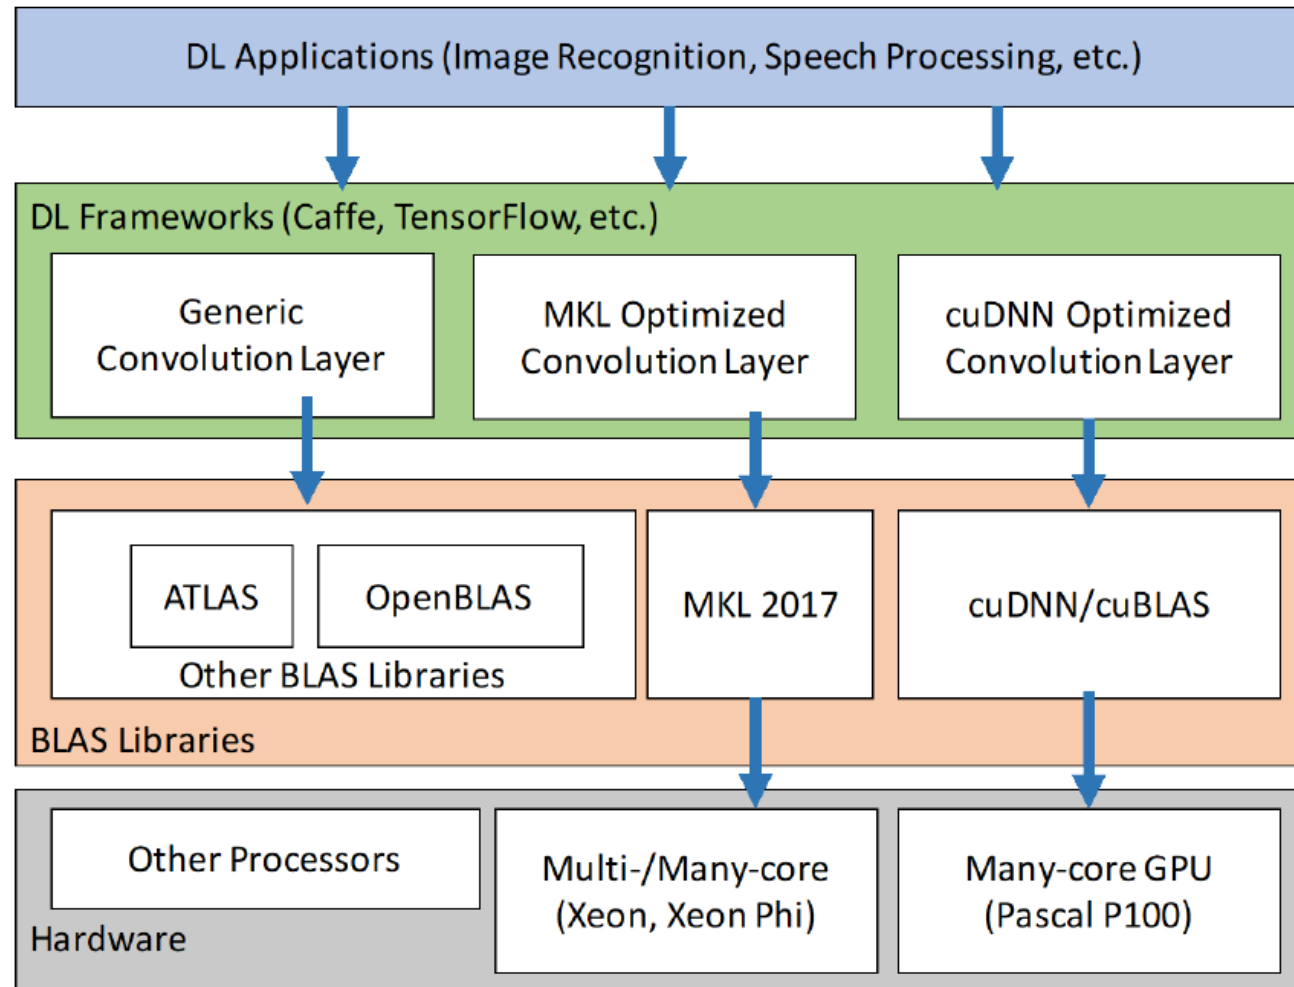 DL Applications (Image Recognition, Speech Processing, etc.)
DL Frameworks (Caffe, TensorFlow, etc.)
Generic
Convolution Layer
MKL Optimized
Convolution Layer
cuDNN Optimized
Convolution Layer
ATLAS
OpenBLAS
Other BLAS Libraries
MKL 2017
cuDNN/cuBLAS
BLAS Libraries
Other Processors
Multi-/Many-core
(Xeon, Xeon Phi)
Many-core GPU
(Pascal P100)
Hardware